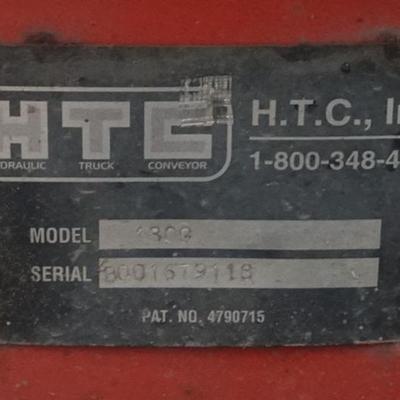 HTC
HYDRAULIC TRUCK CONVEYOR
H.T.C., In
1-800-348-4
MODEL
SERIAL
PAT. NO. 4790715